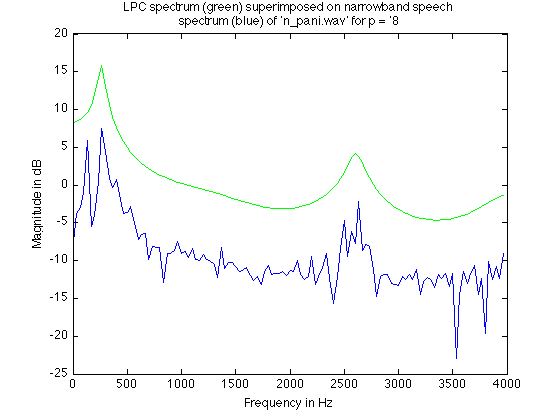 LPC spectrum (green) superimposed on narrowband speech
spectrum (blue) of 'n_pani.wav' for p = '8
20
15
10
5
0
-5
-10
-15
-20
-25
Magnitude in dB
0 500 1000 1500 2000 2500 3000 3500 4000
Frequency in Hz